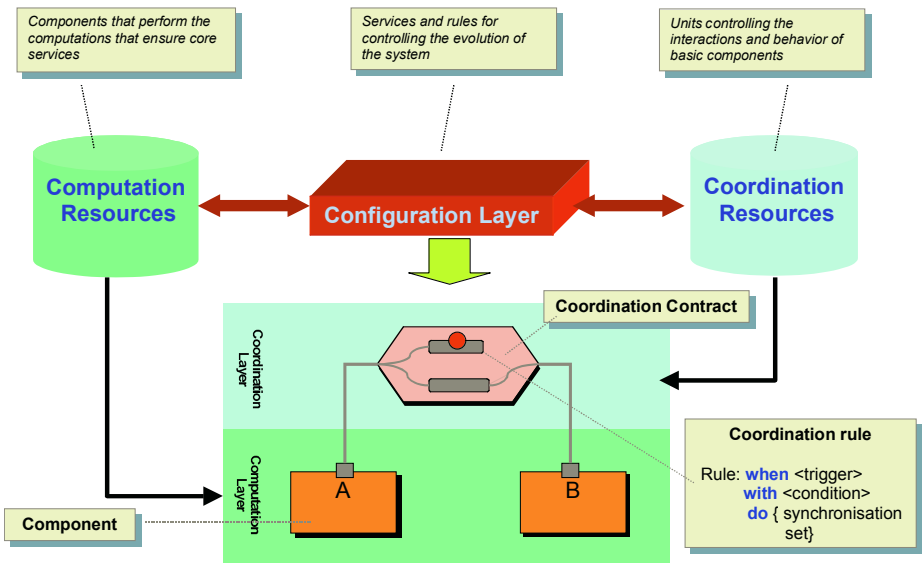 Components that perform the
computations that ensure core
services
Services and rules for
controlling the evolution of
the system
Units controlling the
interactions and behavior of
basic components
Computation
Resources
Configuration Layer
Coordination
Resources
Coordination Contract
Coordination
Layer
Coordination rule
Rule: when <trigger>
with <condition>
do { synchronisation
set}
Computation
Layer
A
B
Component